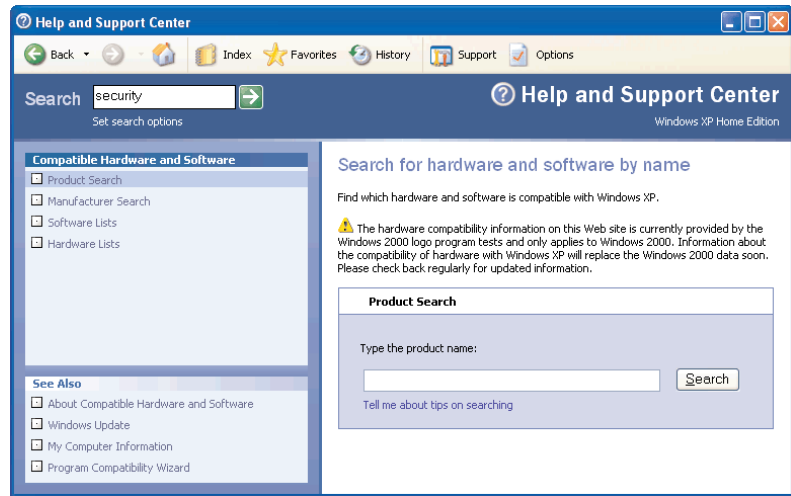 Help and Support Center
Back Index Favorites History Support Options
Search security
Set search options
Help and Support Center
Windows XP Home Edition
Compatible Hardware and Software
Product Search
Manufacturer Search
Software Lists
Hardware Lists
See Also
About Compatible Hardware and Software
Windows Update
My Computer Information
Program Compatibility Wizard
Search for hardware and software by name
Find which hardware and software is compatible with Windows XP.
The hardware compatibility information on this Web site is currently provided by the
Windows 2000 logo program tests and only applies to Windows 2000. Information about
the compatibility of hardware with Windows XP will replace the Windows 2000 data soon.
Please check back regularly for updated information.
Product Search
Type the product name:
Search
Tell me about tips on searching